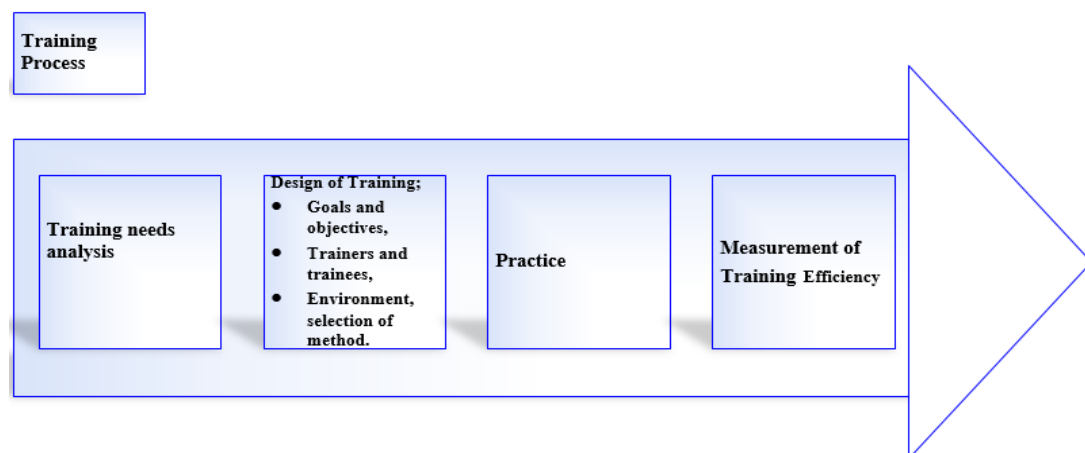 Training
Process
Training needs
analysis
Design of Training;
● Goals and
objectives,
● Trainers and
trainees,
● Environment,
selection of
method.
Practice
Measurement of
Training Efficiency